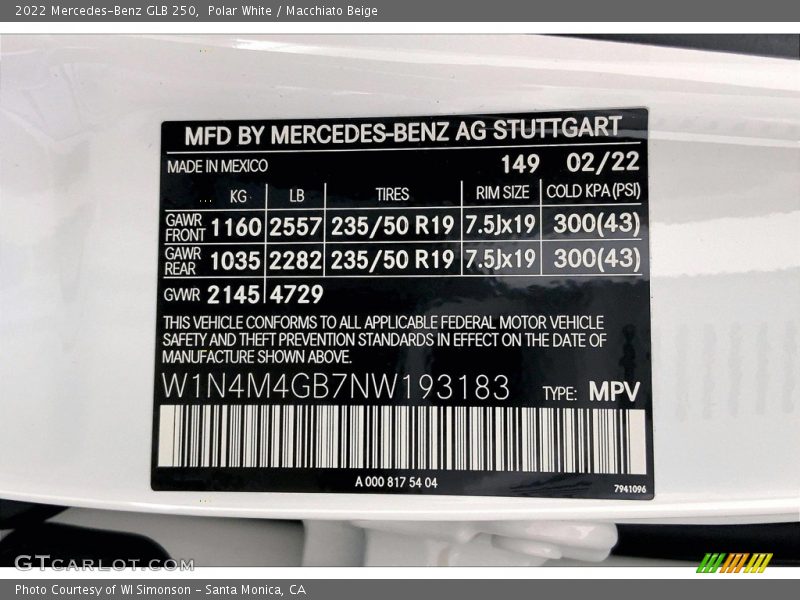 2022 Mercedes-Benz GLB 250, Polar White / Macchiato Beige
MFD BY MERCEDES-BENZ AG STUTTGART
MADE IN MEXICO 149 02/22
... KG LB TIRES RIM SIZE COLD KPA (PSI)
GAWR FRONT 1160 2557 235/50 R19 7.5Jx19 300(43)
GAWR REAR 1035 2282 235/50 R19 7.5Jx19 300(43)
GVWR 2145 4729
THIS VEHICLE CONFORMS TO ALL APPLICABLE FEDERAL MOTOR VEHICLE
SAFETY AND THEFT PREVENTION STANDARDS IN EFFECT ON THE DATE OF
MANUFACTURE SHOWN ABOVE.
W1N4M4GB7NW193183 TYPE: MPV
A 000 817 54 04
7941096
GTCARLOT.COM
Photo Courtesy of WI Simonson - Santa Monica, CA